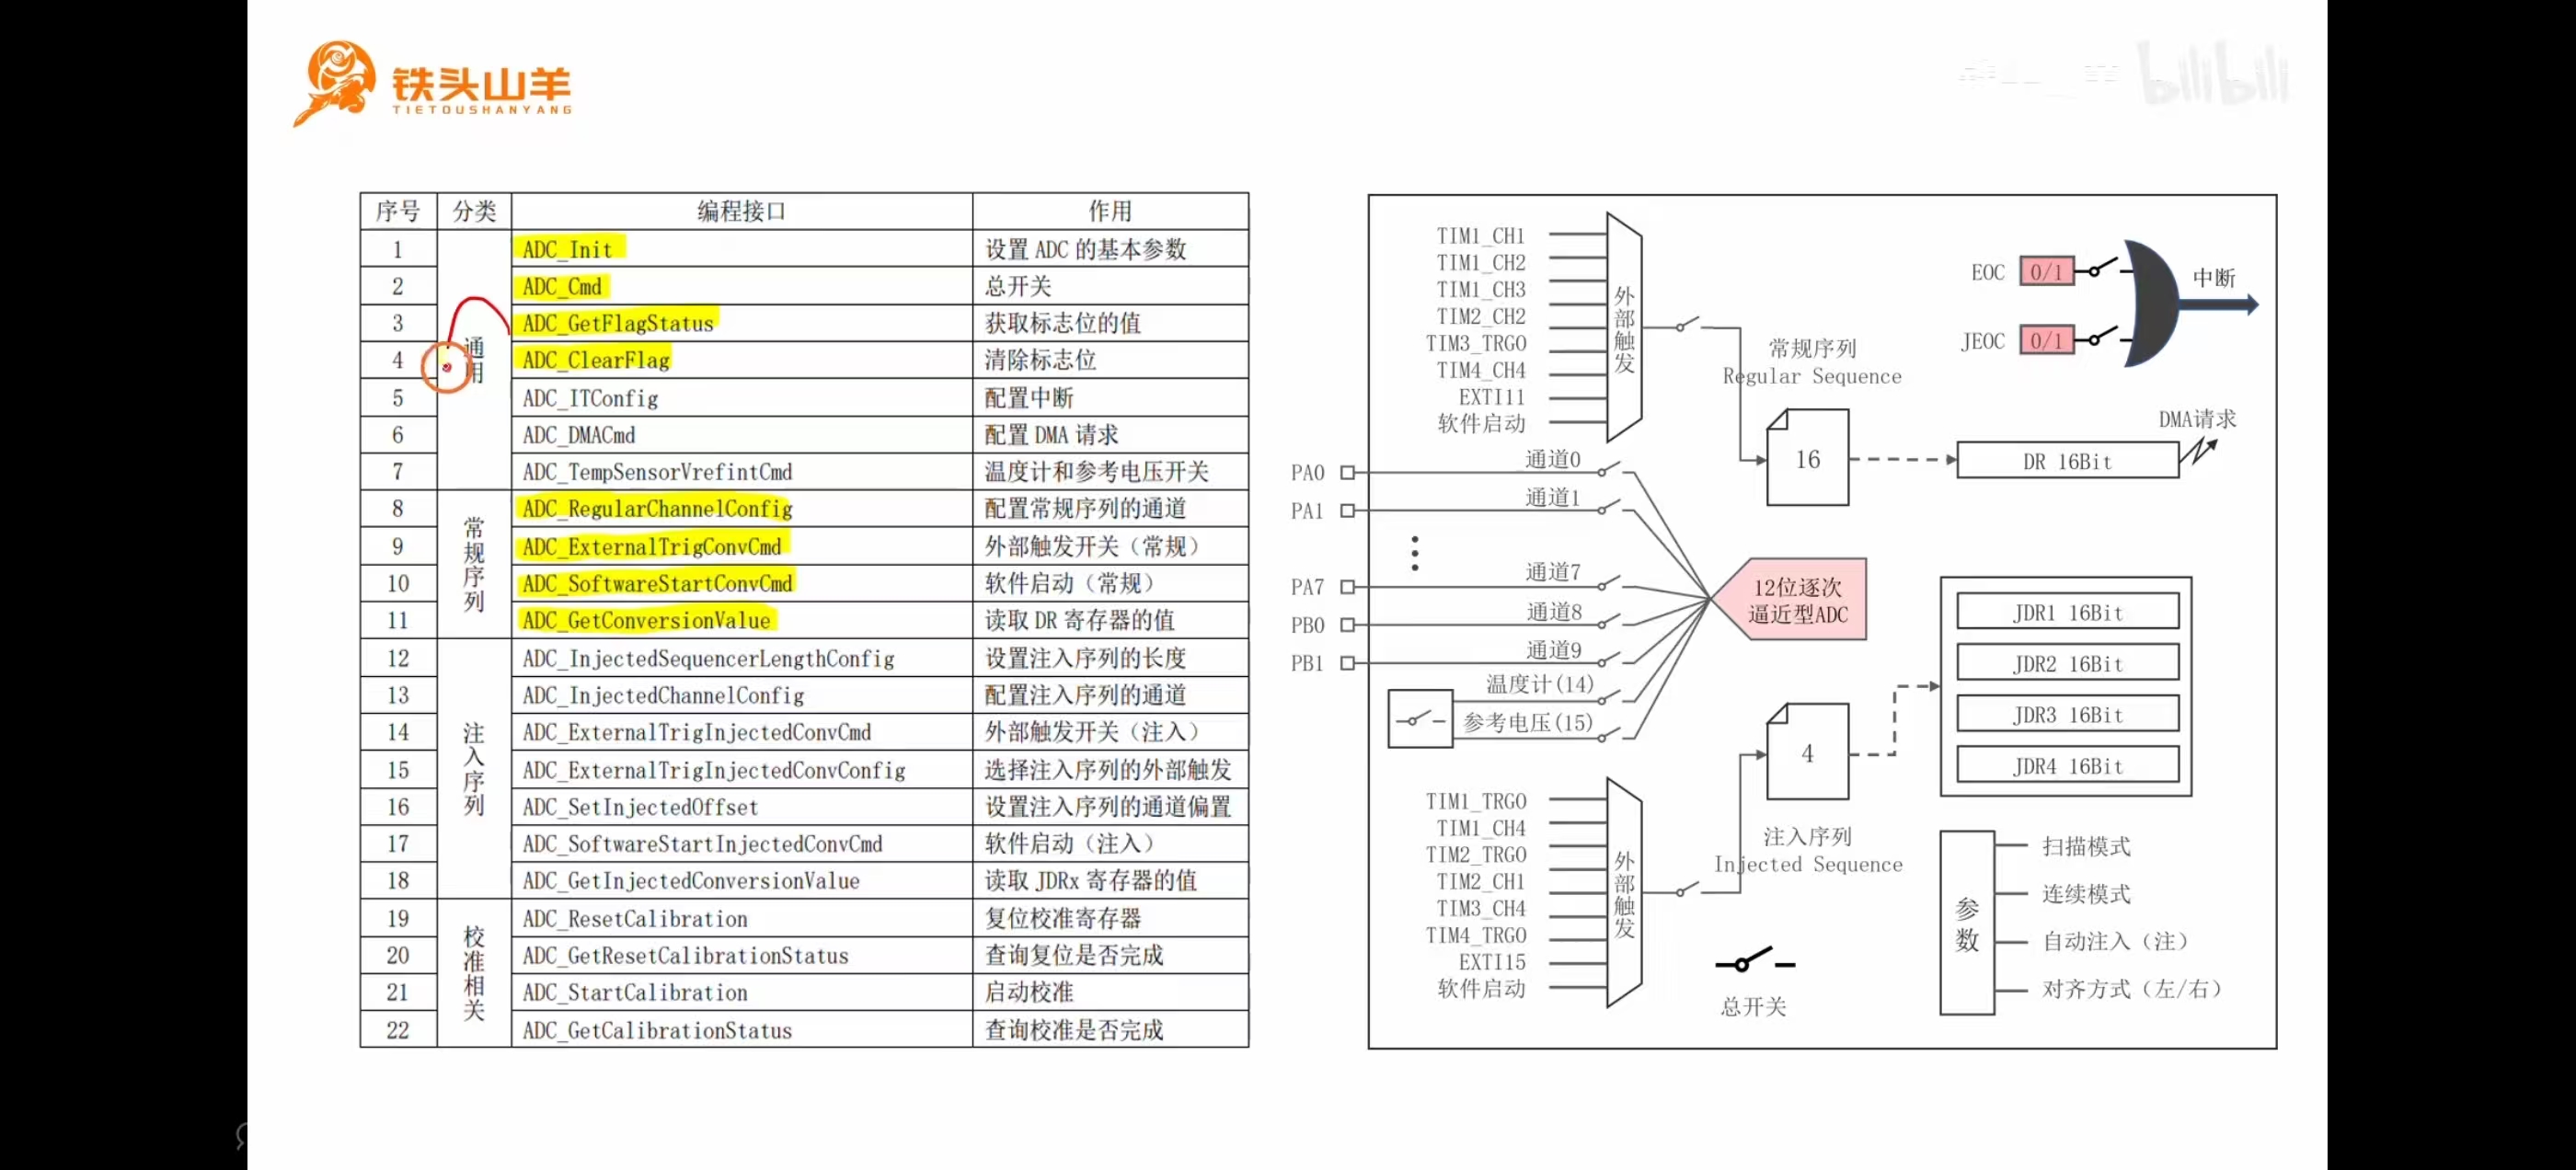 铁头山羊
TIETOUSHANYANG
bilibili
序号 分类 编程接口 作用
1 ADC_Init 设置 ADC 的基本参数
2 ADC_Cmd 总开关
3 ADC_GetFlagStatus 获取标志位的值
通用
4 ADC_ClearFlag 清除标志位
5 ADC_ITConfig 配置中断
6 ADC_DMACmd 配置 DMA 请求
7 ADC_TempSensorVrefintCmd 温度计和参考电压开关
8 ADC_RegularChannelConfig 配置常规序列的通道
常规序列
9 ADC_ExternalTrigConvCmd 外部触发开关（常规）
10 ADC_SoftwareStartConvCmd 软件启动（常规）
11 ADC_GetConversionValue 读取 DR 寄存器的值
12 ADC_InjectedSequencerLengthConfig 设置注入序列的长度
13 ADC_InjectedChannelConfig 配置注入序列的通道
14 ADC_ExternalTrigInjectedConvCmd 外部触发开关（注入）
注入序列
15 ADC_ExternalTrigInjectedConvConfig 选择注入序列的外部触发
16 ADC_SetInjectedOffset 设置注入序列的通道偏置
17 ADC_SoftwareStartInjectedConvCmd 软件启动（注入）
18 ADC_GetInjectedConversionValue 读取 JDRx 寄存器的值
19 ADC_ResetCalibration 复位校准寄存器
校准相关
20 ADC_GetResetCalibrationStatus 查询复位是否完成
21 ADC_StartCalibration 启动校准
22 ADC_GetCalibrationStatus 查询校准是否完成
TIM1_CH1
TIM1_CH2
TIM1_CH3
TIM2_CH2
TIM3_TRGO
TIM4_CH4
EXTI11
软件启动
外部触发
常规序列
Regular Sequence
16
EOC 0/1
JEOC 0/1
中断
DMA请求
DR 16Bit
PA0 通道0
PA1 通道1
PA7 通道7
PB0 通道8
PB1 通道9
温度计(14)
参考电压(15)
12位逐次
逼近型ADC
JDR1 16Bit
JDR2 16Bit
JDR3 16Bit
JDR4 16Bit
4
注入序列
Injected Sequence
TIM1_TRGO
TIM1_CH4
TIM2_TRGO
TIM2_CH1
TIM3_CH4
TIM4_TRGO
EXTI15
软件启动
外部触发
总开关
参数
扫描模式
连续模式
自动注入（注）
对齐方式（左/右）